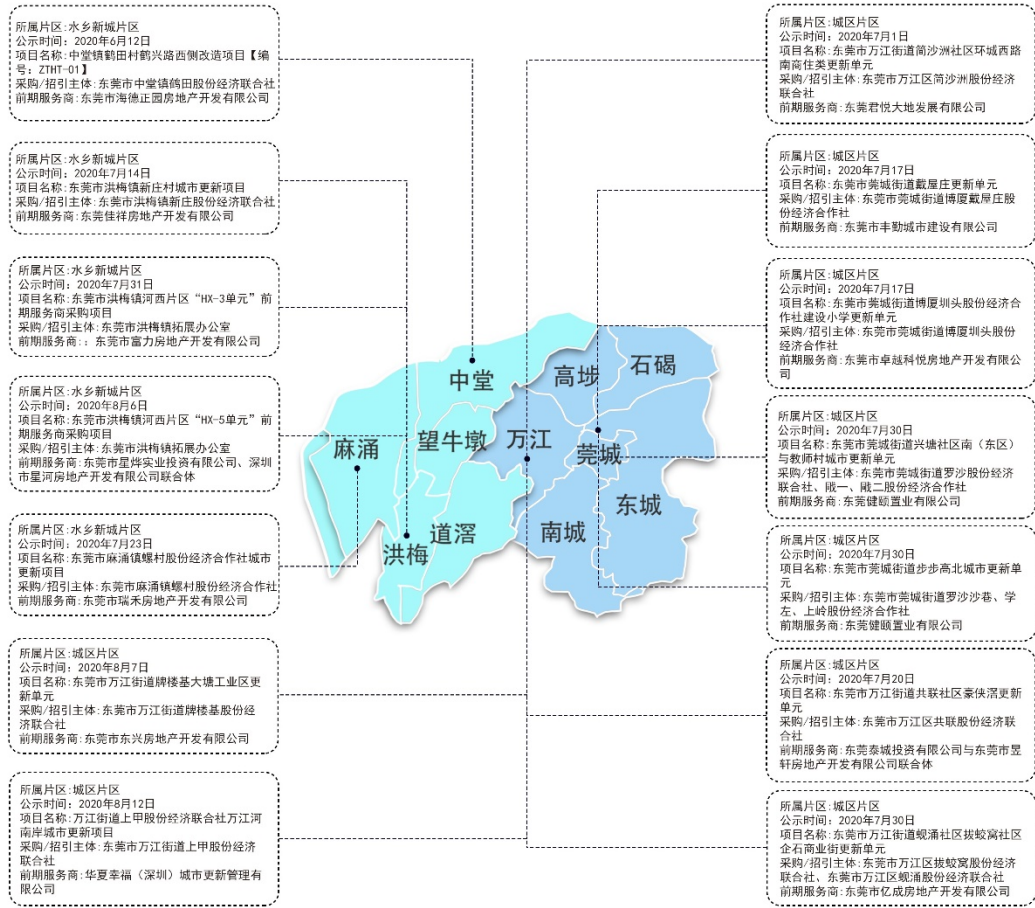 所属片区:水乡新城片区
公示时间：2020年6月12日
项目名称:中堂镇鹤田村鹤兴路西侧改造项目【编
号：ZTHT-01】
采购/招引主体:东莞市中堂镇鹤田股份经济联合社
前期服务商:东莞市海德正园房地产开发有限公司
所属片区:水乡新城片区
公示时间：2020年7月14日
项目名称:东莞市洪梅镇新庄村城市更新项目
采购/招引主体:东莞市洪梅镇新庄股份经济联合社
前期服务商:东莞佳祥房地产开发有限公司
所属片区:水乡新城片区
公示时间：2020年7月31日
项目名称:东莞市洪梅镇河西片区“HX-3单元”前
期服务商采购项目
采购/招引主体:东莞市洪梅镇拓展办公室
前期服务商:：东莞市富力房地产开发有限公司
所属片区:水乡新城片区
公示时间：2020年8月6日
项目名称:东莞市洪梅镇河西片区“HX-5单元”前
期服务商采购项目
采购/招引主体:东莞市洪梅镇拓展办公室
前期服务商:东莞市星烨实业投资有限公司、深圳
市星河房地产开发有限公司联合体
所属片区:水乡新城片区
公示时间：2020年7月23日
项目名称:东莞市麻涌镇螺村股份经济合作社城市
更新项目
采购/招引主体:东莞市麻涌镇螺村股份经济合作社
前期服务商:东莞市瑞禾房地产开发有限公司
所属片区:城区片区
公示时间：2020年8月7日
项目名称:东莞市万江街道牌楼基大塘工业区更
新单元
采购/招引主体:东莞市万江街道牌楼基股份经
济联合社
前期服务商:东莞市东兴房地产开发有限公司
所属片区:城区片区
公示时间：2020年8月12日
项目名称:万江街道上甲股份经济联合社万江河
南岸城市更新项目
采购/招引主体:东莞市万江街道上甲股份经济
联合社
前期服务商:华夏幸福（深圳）城市更新管理有
限公司
中堂
高埗
石碣
麻涌
望牛墩
万江
莞城
东城
道滘
南城
洪梅
所属片区:城区片区
公示时间：2020年7月1日
项目名称:东莞市万江街道简沙洲社区环城西路
南商住类更新单元
采购/招引主体:东莞市万江区简沙洲股份经济
联合社
前期服务商:东莞君悦大地发展有限公司
所属片区:城区片区
公示时间：2020年7月17日
项目名称:东莞市莞城街道戴屋庄更新单元
采购/招引主体:东莞市莞城街道博厦戴屋庄股
份经济合作社
前期服务商:东莞市丰勤城市建设有限公司
所属片区:城区片区
公示时间：2020年7月17日
项目名称:东莞市莞城街道博厦圳头股份经济合
作社建设小学更新单元
采购/招引主体:东莞市莞城街道博厦圳头股份
经济合作社
前期服务商:东莞市卓越科悦房地产开发有限公
司
所属片区:城区片区
公示时间：2020年7月30日
项目名称:东莞市莞城街道兴塘社区南（东区）
与教师村城市更新单元
采购/招引主体:东莞市莞城街道罗沙股份经济
联合社、戙一、戙二股份经济合作社
前期服务商:东莞健颐置业有限公司
所属片区:城区片区
公示时间：2020年7月30日
项目名称:东莞市莞城街道步步高北城市更新单
元
采购/招引主体:东莞市莞城街道罗沙沙巷、学
左、上岭股份经济合作社
前期服务商:东莞健颐置业有限公司
所属片区:城区片区
公示时间：2020年7月20日
项目名称:东莞市万江街道共联社区豪侠滘更新
单元
采购/招引主体:东莞市万江区共联股份经济联
合社
前期服务商:东莞泰城投资有限公司与东莞市昱
轩房地产开发有限公司联合体
所属片区:城区片区
公示时间：2020年7月30日
项目名称:东莞市万江街道蚬涌社区拔蛟窝社区
企石商业街更新单元
采购/招引主体:东莞市万江区拔蛟窝股份经济
联合社、东莞市万江区蚬涌股份经济联合社
前期服务商:东莞市亿成房地产开发有限公司